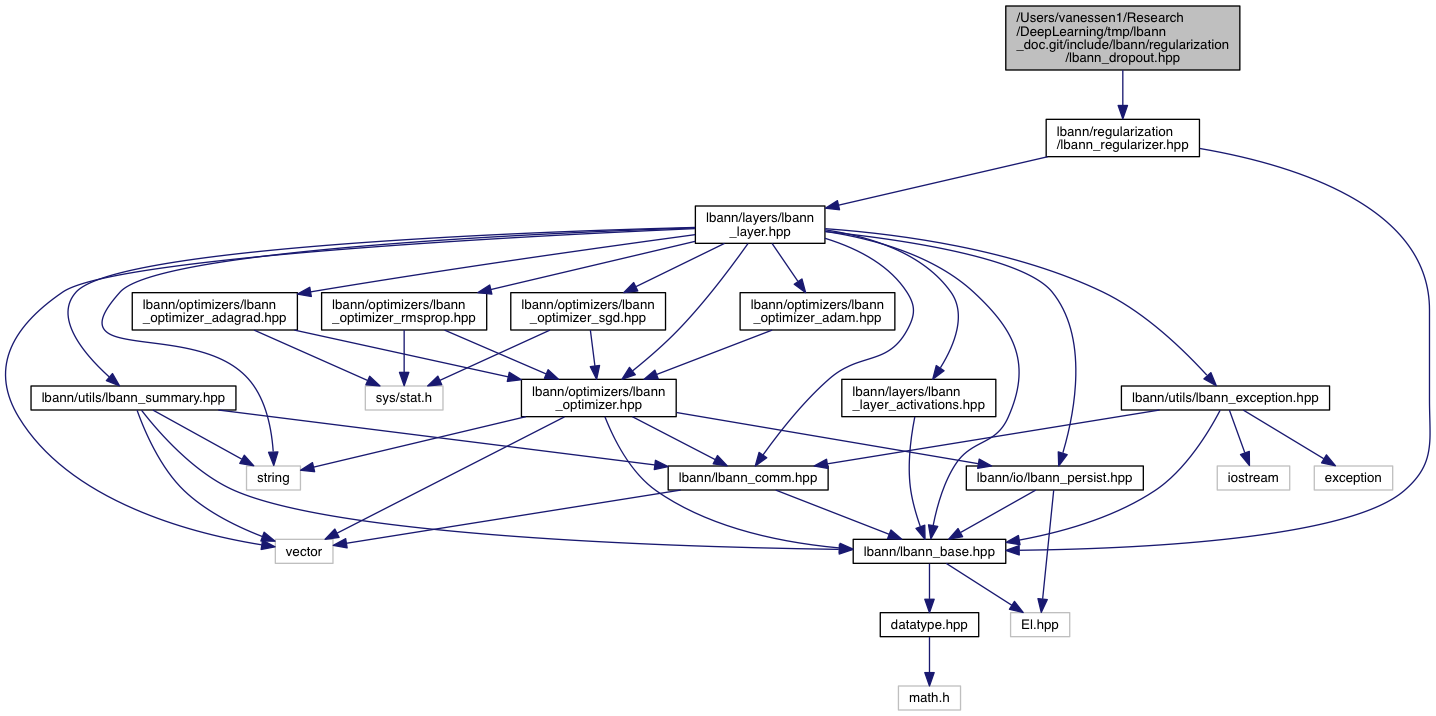 /Users/vanessen1/Research
/DeepLearning/tmp/lbann
_doc.git/include/lbann/regularization
/lbann_dropout.hpp
lbann/regularization
/lbann_regularizer.hpp
lbann/layers/lbann
_layer.hpp
lbann/optimizers/lbann
_optimizer_adagrad.hpp
lbann/optimizers/lbann
_optimizer_rmsprop.hpp
lbann/optimizers/lbann
_optimizer_sgd.hpp
lbann/optimizers/lbann
_optimizer_adam.hpp
lbann/utils/lbann_summary.hpp
sys/stat.h
lbann/optimizers/lbann
_optimizer.hpp
lbann/layers/lbann
_layer_activations.hpp
lbann/utils/lbann_exception.hpp
string
lbann/lbann_comm.hpp
lbann/io/lbann_persist.hpp
iostream
exception
vector
lbann/lbann_base.hpp
datatype.hpp
El.hpp
math.h